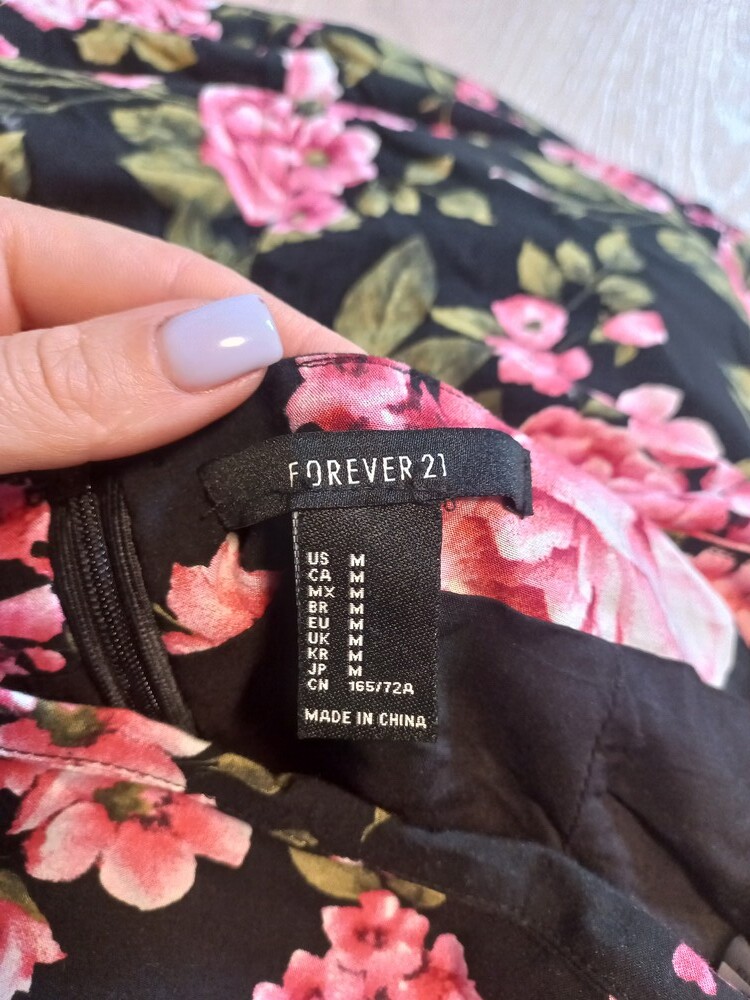 FOREVER 21
US M
CA M
MX M
BR M
EU M
UK M
KR M
JP M
CN 165/72A
MADE IN CHINA